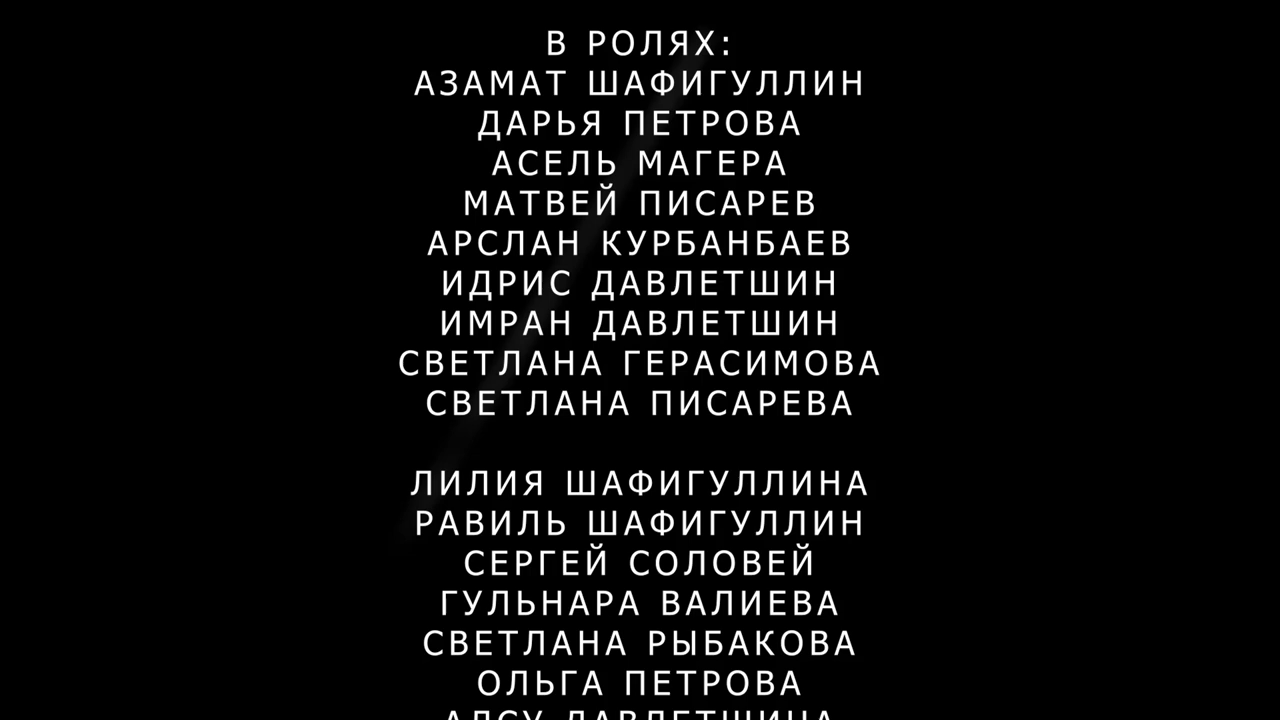 В РОЛЯХ:
АЗАМАТ ШАФИГУЛЛИН
ДАРЬЯ ПЕТРОВА
АСЕЛЬ МАГЕРА
МАТВЕЙ ПИСАРЕВ
АРСЛАН КУРБАНБАЕВ
ИДРИС ДАВЛЕТШИН
ИМРАН ДАВЛЕТШИН
СВЕТЛАНА ГЕРАСИМОВА
СВЕТЛАНА ПИСАРЕВА
ЛИЛИЯ ШАФИГУЛЛИНА
РАВИЛЬ ШАФИГУЛЛИН
СЕРГЕЙ СОЛОВЕЙ
ГУЛЬНАРА ВАЛИЕВА
СВЕТЛАНА РЫБАКОВА
ОЛЬГА ПЕТРОВА